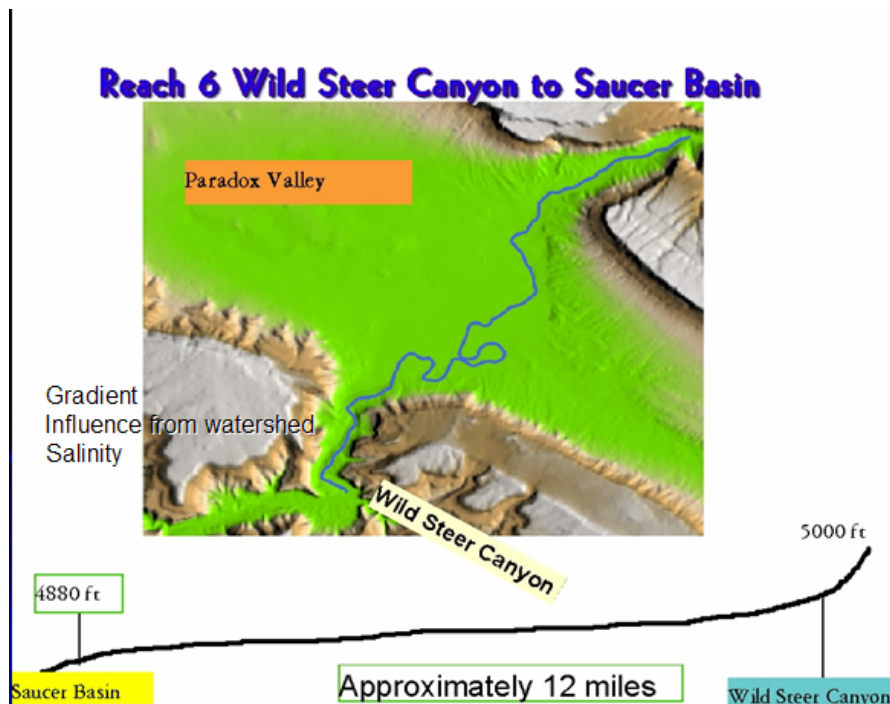 Reach 6 Wild Steer Canyon to Saucer Basin
Paradox Valley
Gradient
Influence from watershed
Salinity
Wild Steer Canyon
5000 ft
4880 ft
Approximately 12 miles
Saucer Basin
Wild Steer Canyon